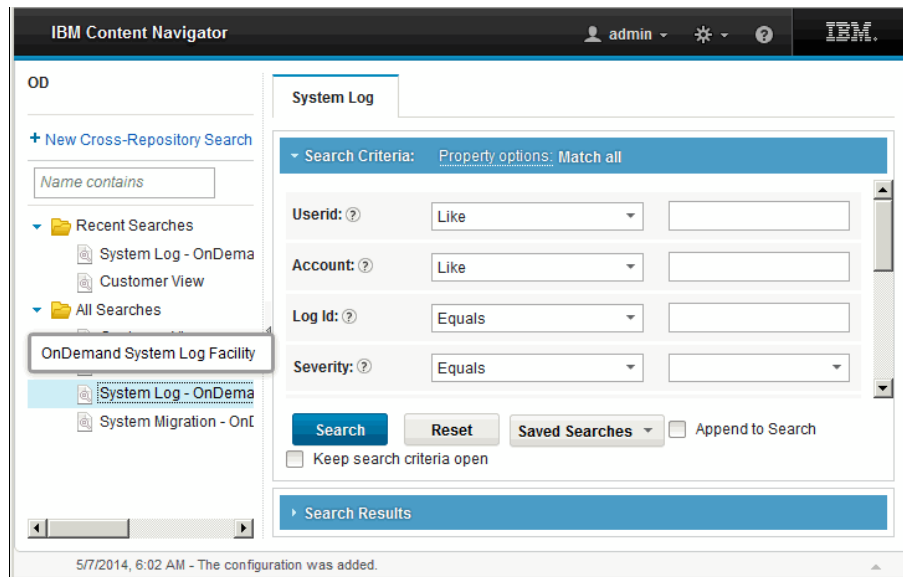 IBM Content Navigator
admin
IBM.
OD
+ New Cross-Repository Search
Name contains
Recent Searches
System Log - OnDema
Customer View
All Searches
OnDemand System Log Facility
System Log - OnDema
System Migration - OnD
System Log
Search Criteria: Property options: Match all
Userid: ? Like
Account: ? Like
Log Id: ? Equals
Severity: ? Equals
Search Reset Saved Searches Append to Search
Keep search criteria open
Search Results
5/7/2014, 6:02 AM - The configuration was added.